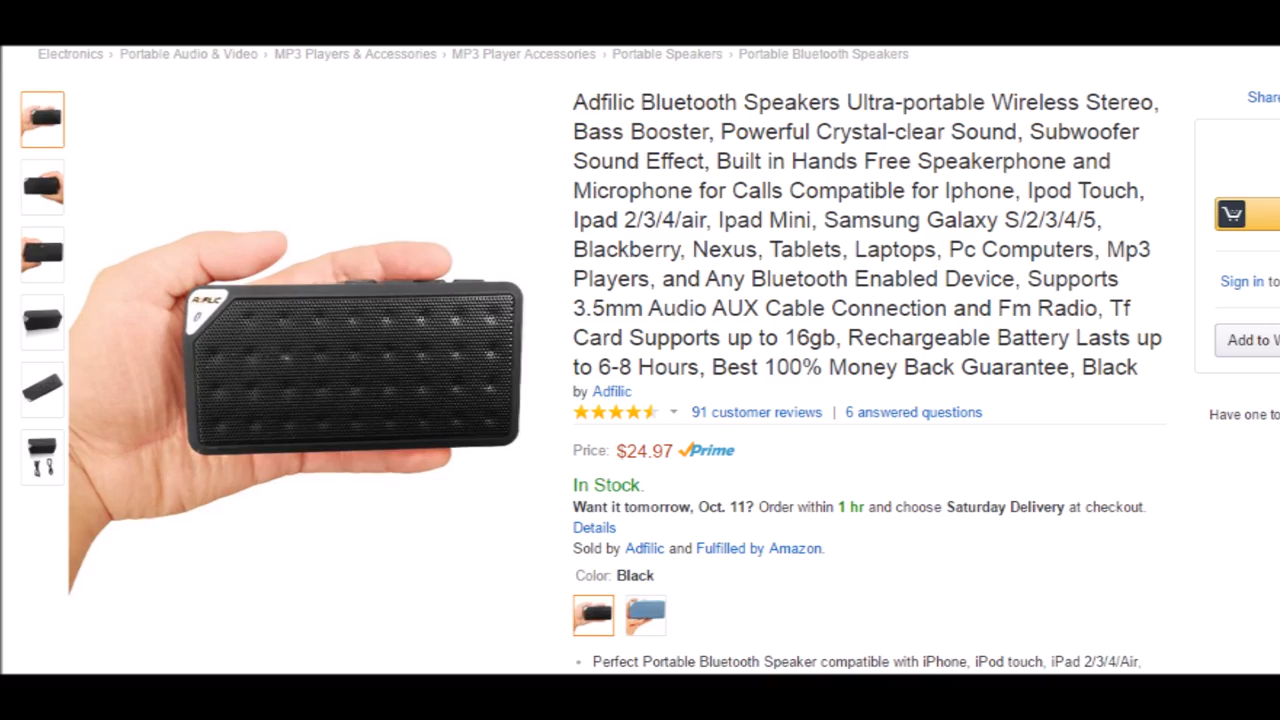 Electronics › Portable Audio & Video › MP3 Players & Accessories › MP3 Player Accessories › Portable Speakers › Portable Bluetooth Speakers
Share
Adfilic Bluetooth Speakers Ultra-portable Wireless Stereo,
Bass Booster, Powerful Crystal-clear Sound, Subwoofer
Sound Effect, Built in Hands Free Speakerphone and
Microphone for Calls Compatible for Iphone, Ipod Touch,
Ipad 2/3/4/air, Ipad Mini, Samsung Galaxy S/2/3/4/5,
Blackberry, Nexus, Tablets, Laptops, Pc Computers, Mp3
Players, and Any Bluetooth Enabled Device, Supports
3.5mm Audio AUX Cable Connection and Fm Radio, Tf
Card Supports up to 16gb, Rechargeable Battery Lasts up
to 6-8 Hours, Best 100% Money Back Guarantee, Black
by Adfilic
91 customer reviews | 6 answered questions
Price: $24.97 Prime
In Stock.
Want it tomorrow, Oct. 11? Order within 1 hr and choose Saturday Delivery at checkout.
Details
Sold by Adfilic and Fulfilled by Amazon.
Color: Black
• Perfect Portable Bluetooth Speaker compatible with iPhone, iPod touch, iPad 2/3/4/Air,
Sign in to
Add to W
Have one to